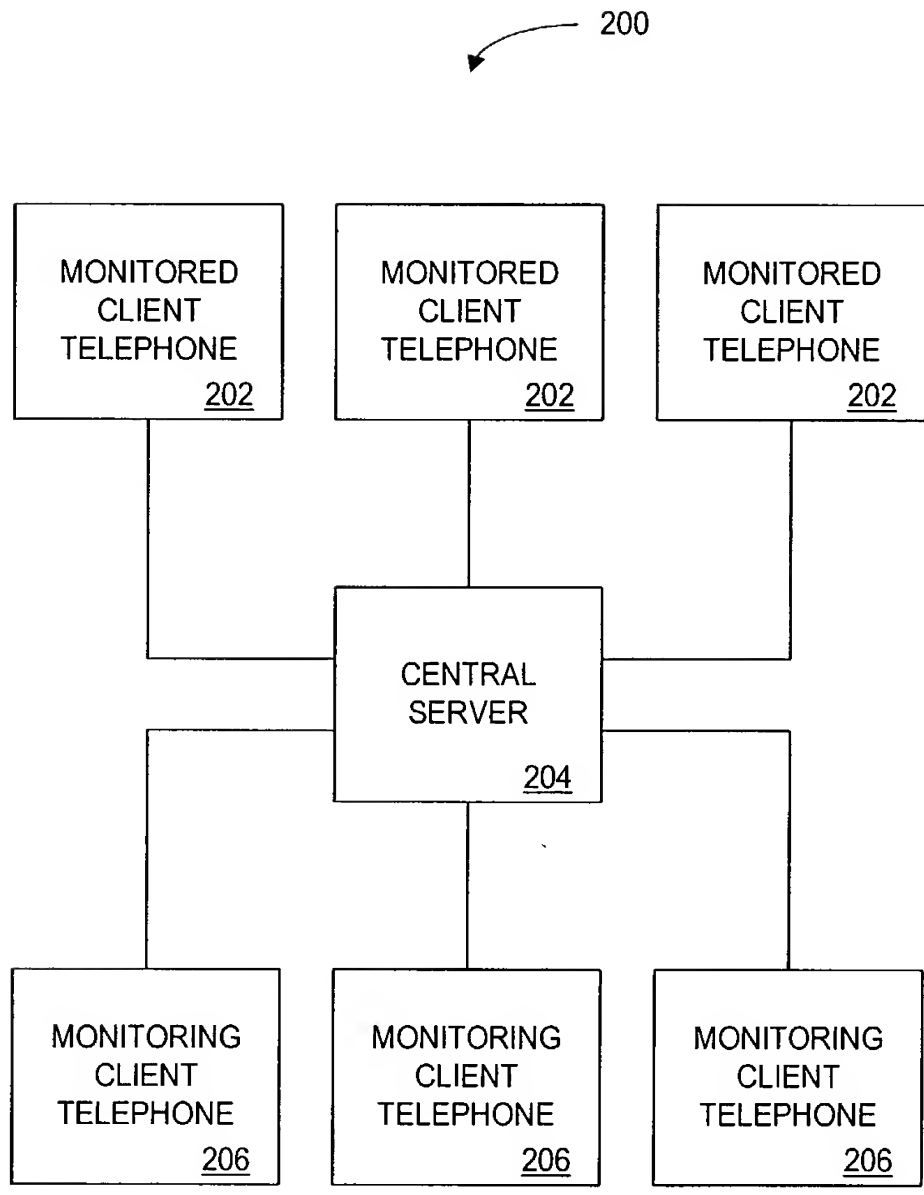 200
MONITORED
CLIENT
TELEPHONE
202
MONITORED
CLIENT
TELEPHONE
202
MONITORED
CLIENT
TELEPHONE
202
CENTRAL
SERVER
204
MONITORING
CLIENT
TELEPHONE
206
MONITORING
CLIENT
TELEPHONE
206
MONITORING
CLIENT
TELEPHONE
206